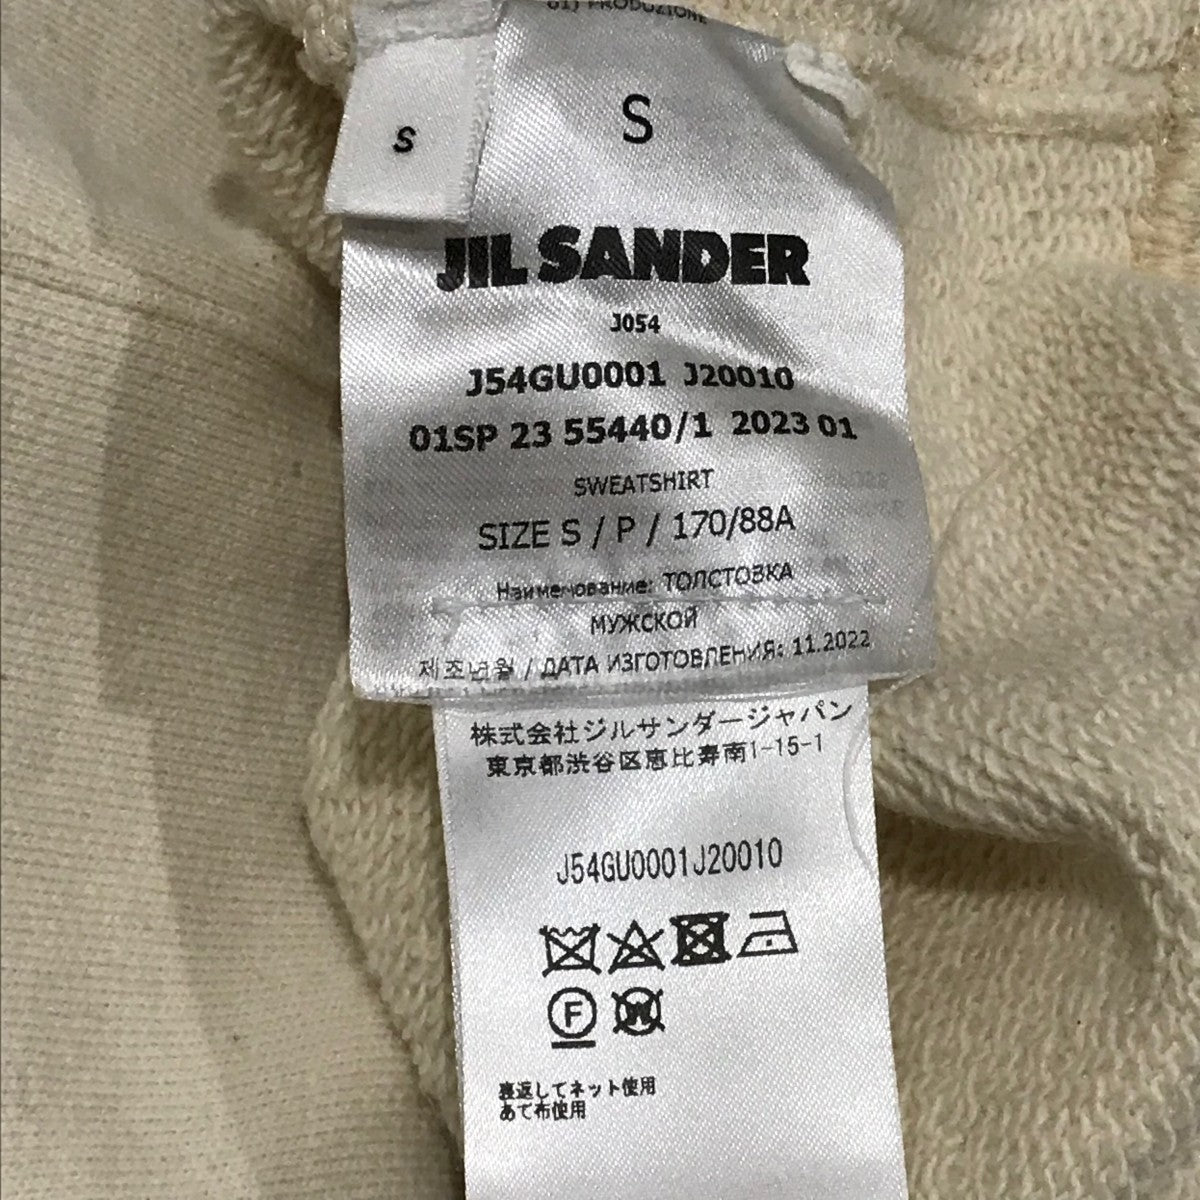 01) PRODUZIONE
S
S
JIL SANDER
J054
J54GU0001 J20010
01SP 23 55440/1 2023 01
SWEATSHIRT
SIZE S / P / 170/88A
Наименование: ТОЛСТОВКА
МУЖСКОЙ
제조년월 / ДАТА ИЗГОТОВЛЕНИЯ: 11.2022
株式会社ジルサンダージャパン
東京都渋谷区恵比寿南1-15-1
J54GU0001J20010
F
W
裏返してネット使用
あて布使用